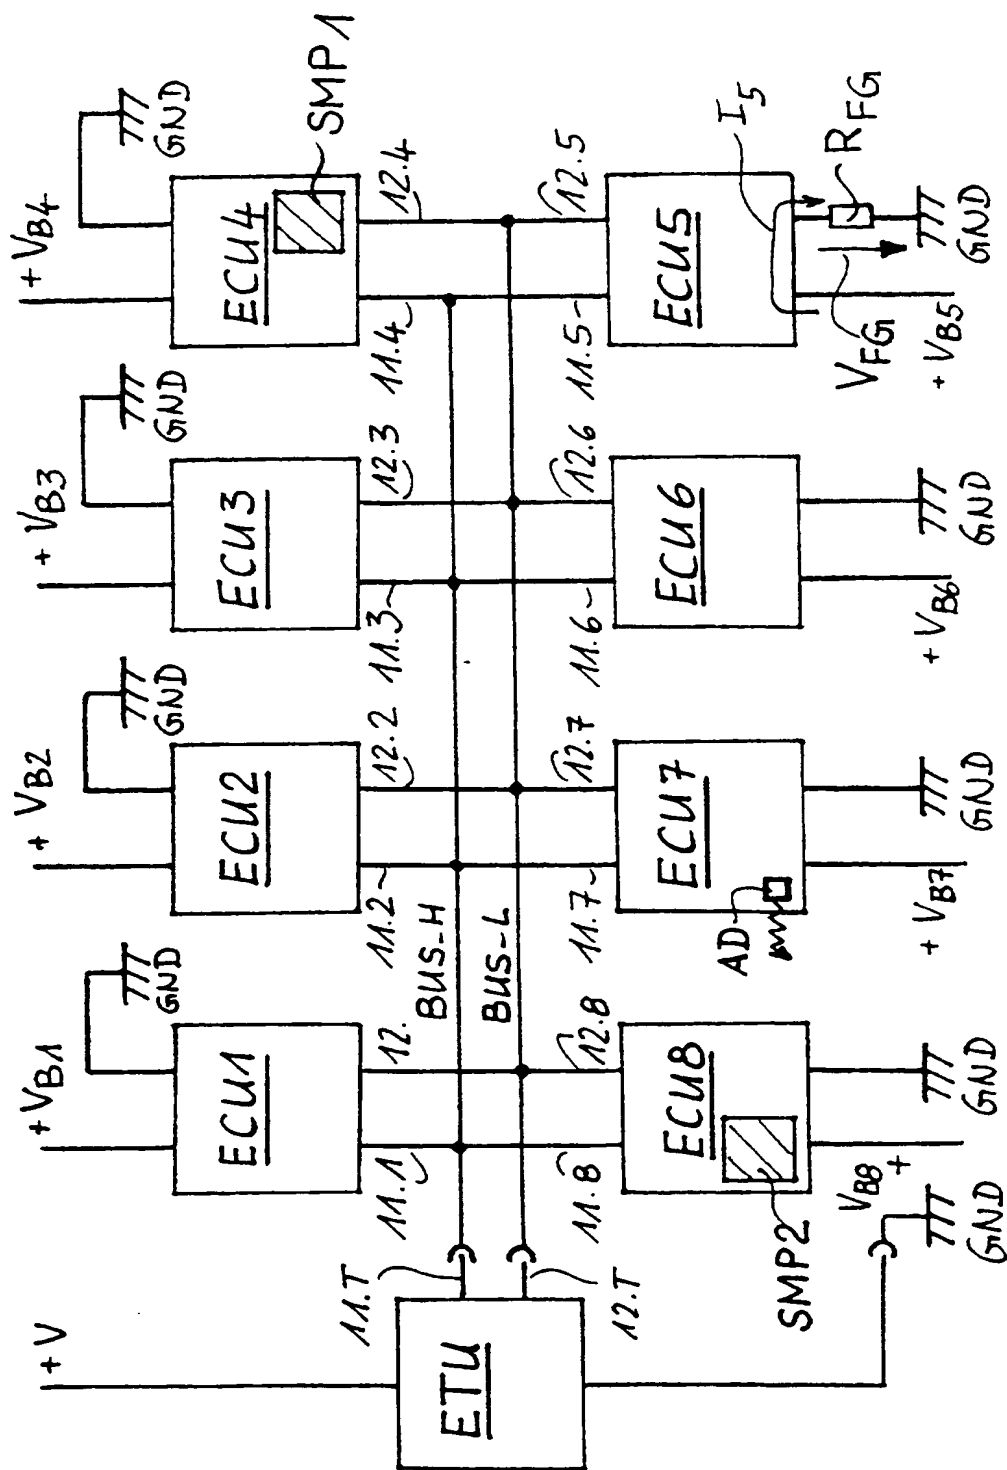 + V
+ VB1
+ VB2
+ VB3
+ VB4
GND
GND
GND
GND
ETU
ECU1
ECU2
ECU3
ECU4
SMP1
11.T
12.T
11.1
12.
11.2
12.2
11.3
12.3
11.4
12.4
BUS-H
BUS-L
11.8
12.8
11.7
12.7
11.6
12.6
11.5
12.5
ECU8
ECU7
ECU6
ECU5
SMP2
AD
I5
VFG
RFG
VB8 +
+ VB7
+ VB6
+ VB5
GND
GND
GND
GND
GND